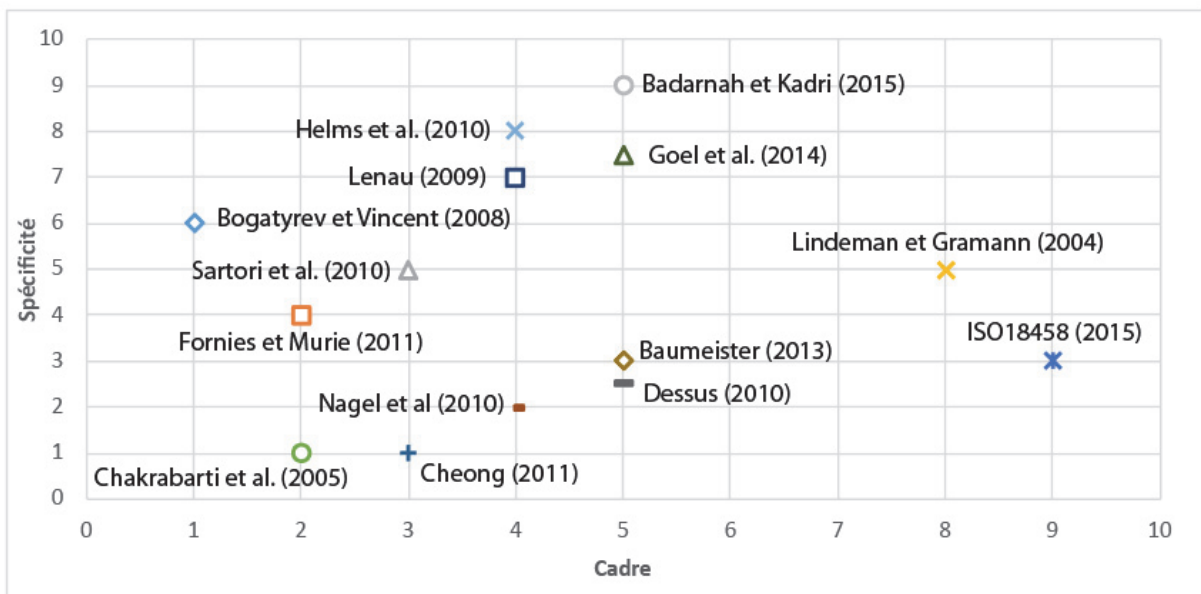 10
9
Badarnah et Kadri (2015)
8
Helms et al. (2010)
Goel et al. (2014)
7
Lenau (2009)
6
Bogatyrev et Vincent (2008)
Lindeman et Gramann (2004)
Spécificité
5
Sartori et al. (2010)
4
Fornies et Murie (2011)
ISO18458 (2015)
3
Baumeister (2013)
Dessus (2010)
2
Nagel et al (2010)
1
Chakrabarti et al. (2005)
Cheong (2011)
0
0 1 2 3 4 5 6 7 8 9 10
Cadre